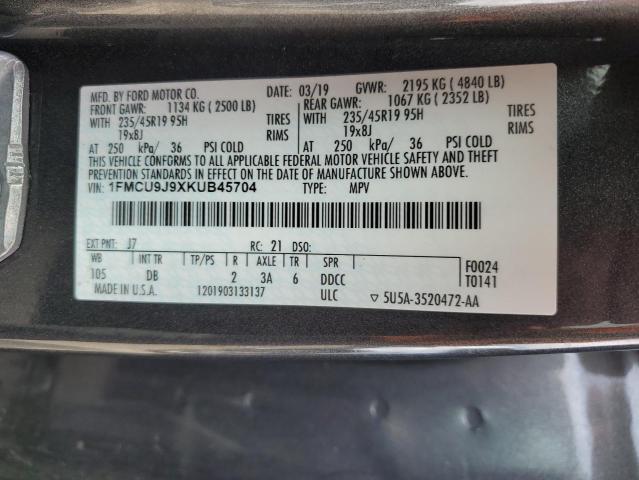 MFD. BY FORD MOTOR CO.
DATE: 03/19 GVWR: 2195 KG ( 4840 LB)
FRONT GAWR: 1134 KG ( 2500 LB) REAR GAWR: 1067 KG ( 2352 LB)
WITH 235/45R19 95H TIRES WITH 235/45R19 95H TIRES
19x8J RIMS 19x8J RIMS
AT 250 kPa/ 36 PSI COLD AT 250 kPa/ 36 PSI COLD
THIS VEHICLE CONFORMS TO ALL APPLICABLE FEDERAL MOTOR VEHICLE SAFETY AND THEFT
PREVENTION STANDARDS IN EFFECT ON THE DATE OF MANUFACTURE SHOWN ABOVE.
VIN: 1FMCU9J9XKUB45704 TYPE: MPV
EXT PNT: J7 RC: 21 DSO:
WB INT TR TP/PS R AXLE TR SPR F0024
105 DB 2 3A 6 DDCC T0141
MADE IN U.S.A. 1201903133137 ULC 5U5A-3520472-AA